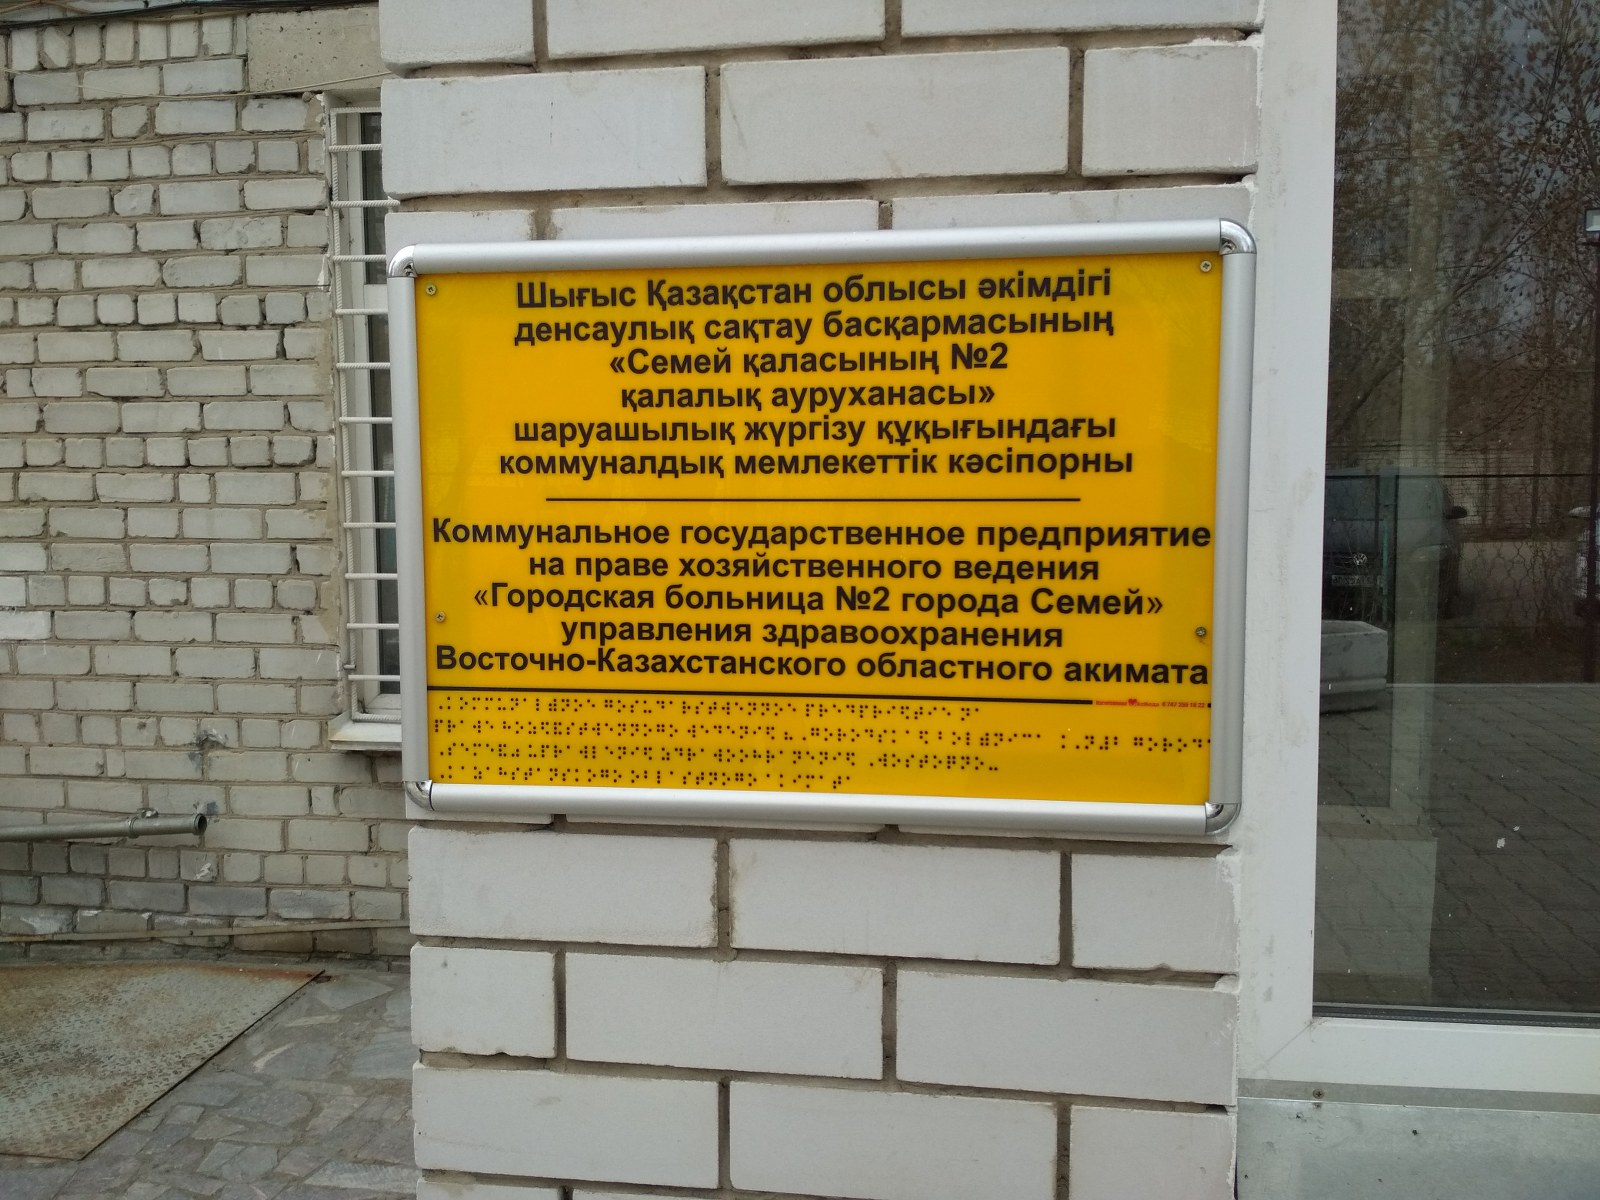 Шығыс Қазақстан облысы әкімдігі
денсаулық сақтау басқармасының
«Семей қаласының №2
қалалық ауруханасы»
шаруашылық жүргізу құқығындағы
коммуналдық мемлекеттік кәсіпорны
Коммунальное государственное предприятие
на праве хозяйственного ведения
«Городская больница №2 города Семей»
управления здравоохранения
Восточно-Казахстанского областного акимата